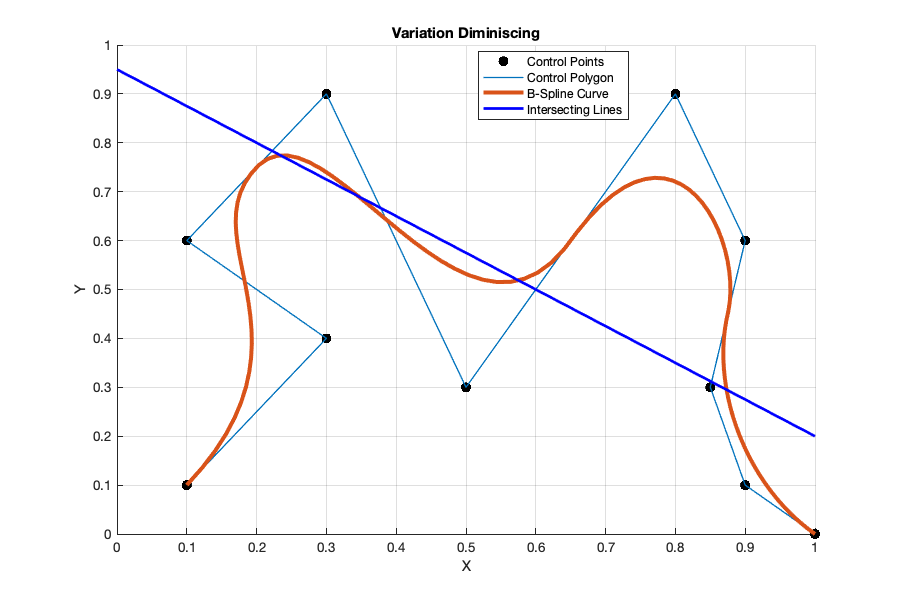 Variation Diminiscing
Control Points
Control Polygon
B-Spline Curve
Intersecting Lines
1
0.9
0.8
0.7
0.6
0.5
0.4
0.3
0.2
0.1
0
Y
0 0.1 0.2 0.3 0.4 0.5 0.6 0.7 0.8 0.9 1
X